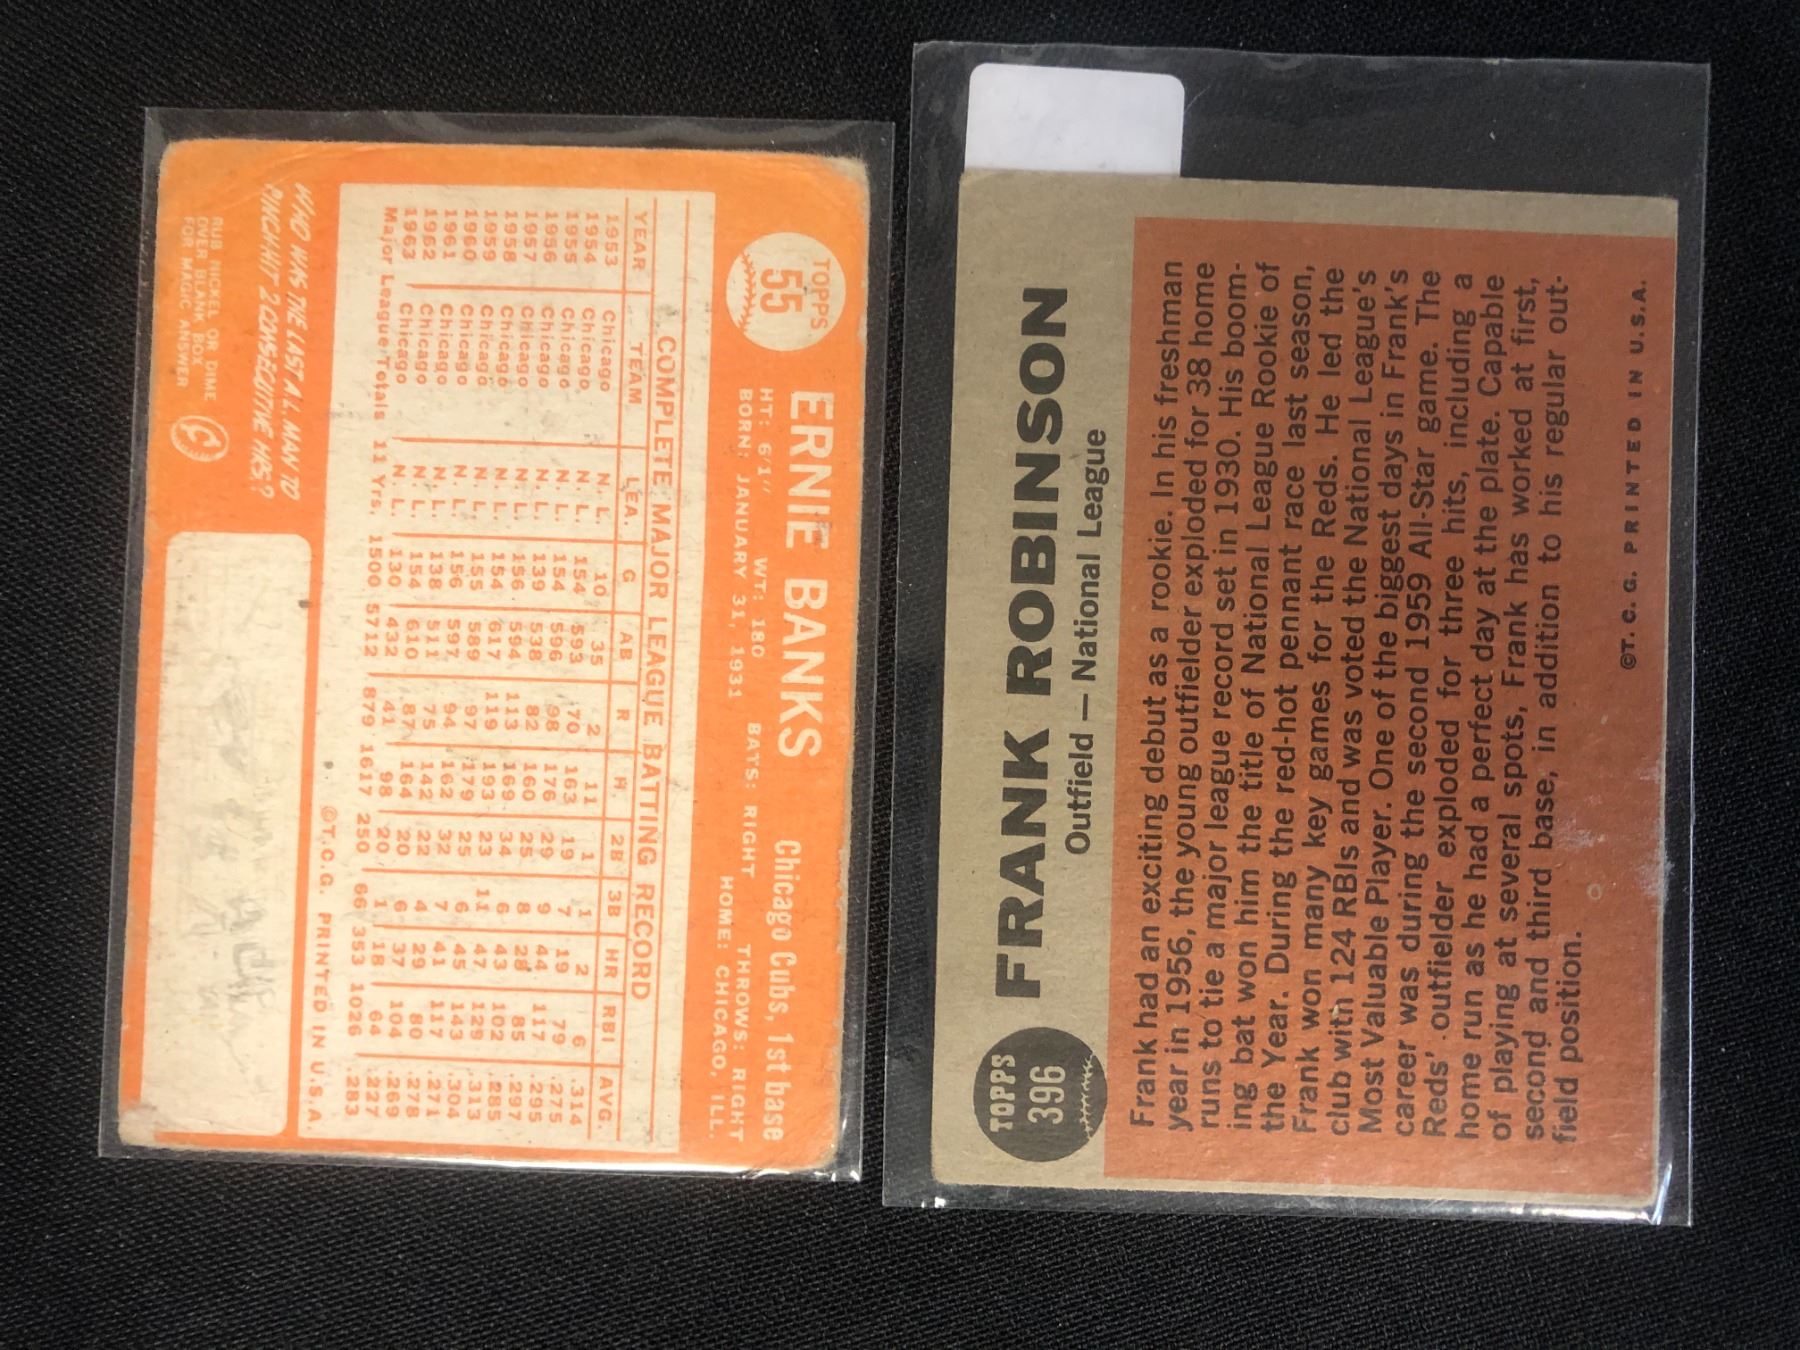 TOPPS
55
ERNIE BANKS Chicago Cubs, 1st base
HT: 6'1" WT: 180 BATS: RIGHT THROWS: RIGHT
BORN: JANUARY 31, 1931 HOME: CHICAGO, ILL.
COMPLETE MAJOR LEAGUE BATTING RECORD
YEAR TEAM LEA. G AB R H 2B 3B HR RBI AVG.
1953 Chicago N. L. 10 35 2 11 1 1 2 6 .314
1954 Chicago N. L. 154 593 70 163 19 7 19 79 .275
1955 Chicago N. L. 154 596 98 176 29 9 44 117 .295
1956 Chicago N. L. 139 538 82 160 25 8 28 85 .297
1957 Chicago N. L. 156 594 113 169 34 6 43 102 .285
1958 Chicago N. L. 154 617 119 193 23 11 47 129 .313
1959 Chicago N. L. 155 589 97 179 25 6 45 143 .304
1960 Chicago N. L. 156 597 94 162 32 7 41 117 .271
1961 Chicago N. L. 138 511 75 142 22 4 29 80 .278
1962 Chicago N. L. 154 610 87 164 20 6 37 104 .269
1963 Chicago N. L. 130 432 41 98 20 1 18 64 .227
Major League Totals 11 Yrs. 1500 5712 879 1617 250 66 353 1026 .283
©T.C.G. PRINTED IN U.S.A.
WHO WAS THE LAST A.L. MAN TO
PINCH-HIT 2 CONSECUTIVE HRS?
RUB NICKEL OR DIME
OVER BLANK BOX
FOR MAGIC ANSWER
TOPPS
396
FRANK ROBINSON
Outfield — National League
Frank had an exciting debut as a rookie. In his freshman
year in 1956, the young outfielder exploded for 38 home
runs to tie a major league record set in 1930. His boom-
ing bat won him the title of National League Rookie of
the Year. During the red-hot pennant race last season,
Frank won many key games for the Reds. He led the
club with 124 RBIs and was voted the National League's
Most Valuable Player. One of the biggest days in Frank's
career was during the second 1959 All-Star game. The
Reds' outfielder exploded for three hits, including a
home run as he had a perfect day at the plate. Capable
of playing at several spots, Frank has worked at first,
second and third base, in addition to his regular out-
field position.
©T. C. G. PRINTED IN U.S.A.